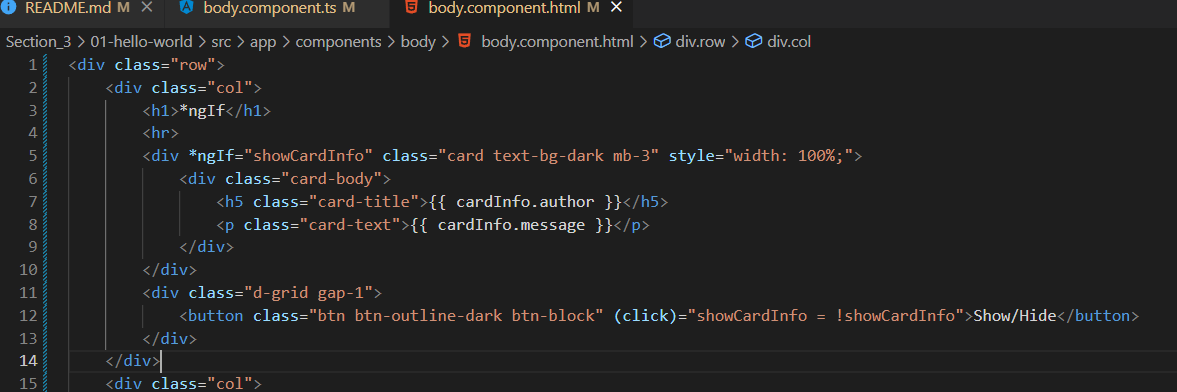 README.md M body.component.ts M body.component.html M
Section_3 > 01-hello-world > src > app > components > body > body.component.html > div.row > div.col
1 <div class="row">
2 <div class="col">
3 <h1>*ngIf</h1>
4 <hr>
5 <div *ngIf="showCardInfo" class="card text-bg-dark mb-3" style="width: 100%;">
6 <div class="card-body">
7 <h5 class="card-title">{{ cardInfo.author }}</h5>
8 <p class="card-text">{{ cardInfo.message }}</p>
9 </div>
10 </div>
11 <div class="d-grid gap-1">
12 <button class="btn btn-outline-dark btn-block" (click)="showCardInfo = !showCardInfo">Show/Hide</button>
13 </div>
14 </div>
15 <div class="col">